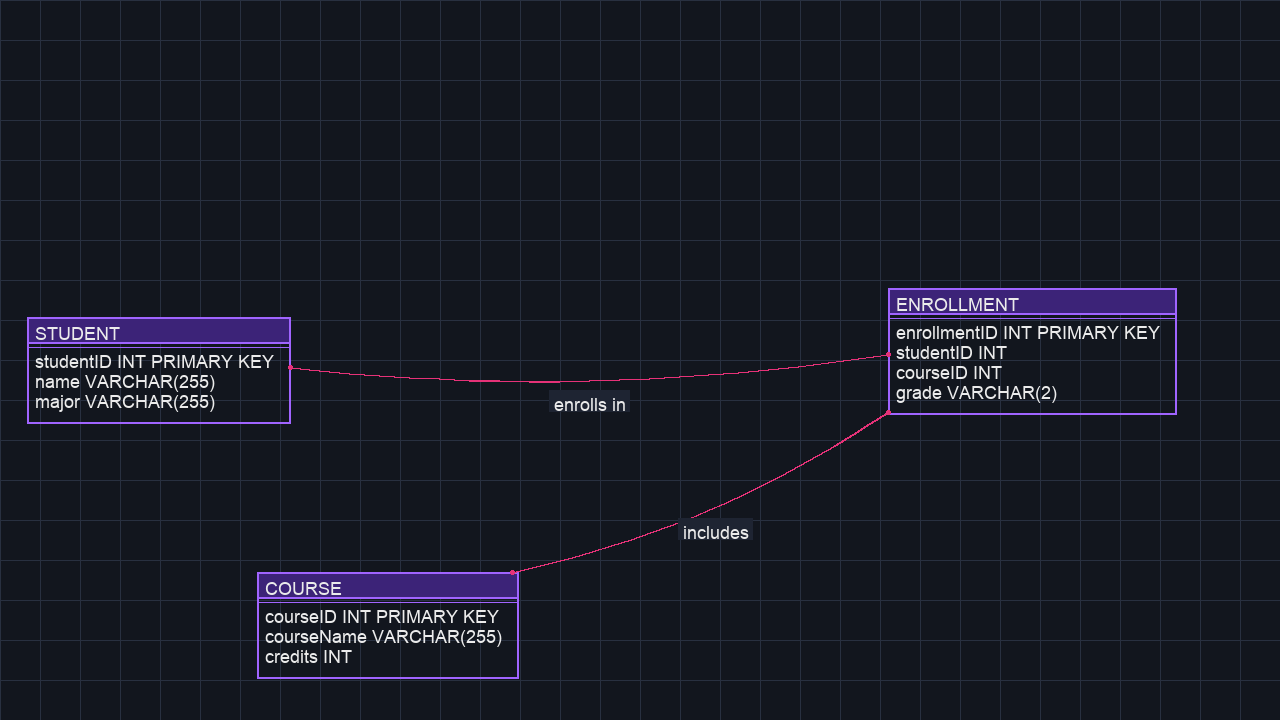 STUDENT
studentID INT PRIMARY KEY
name VARCHAR(255)
major VARCHAR(255)
enrolls in
ENROLLMENT
enrollmentID INT PRIMARY KEY
studentID INT
courseID INT
grade VARCHAR(2)
includes
COURSE
courseID INT PRIMARY KEY
courseName VARCHAR(255)
credits INT